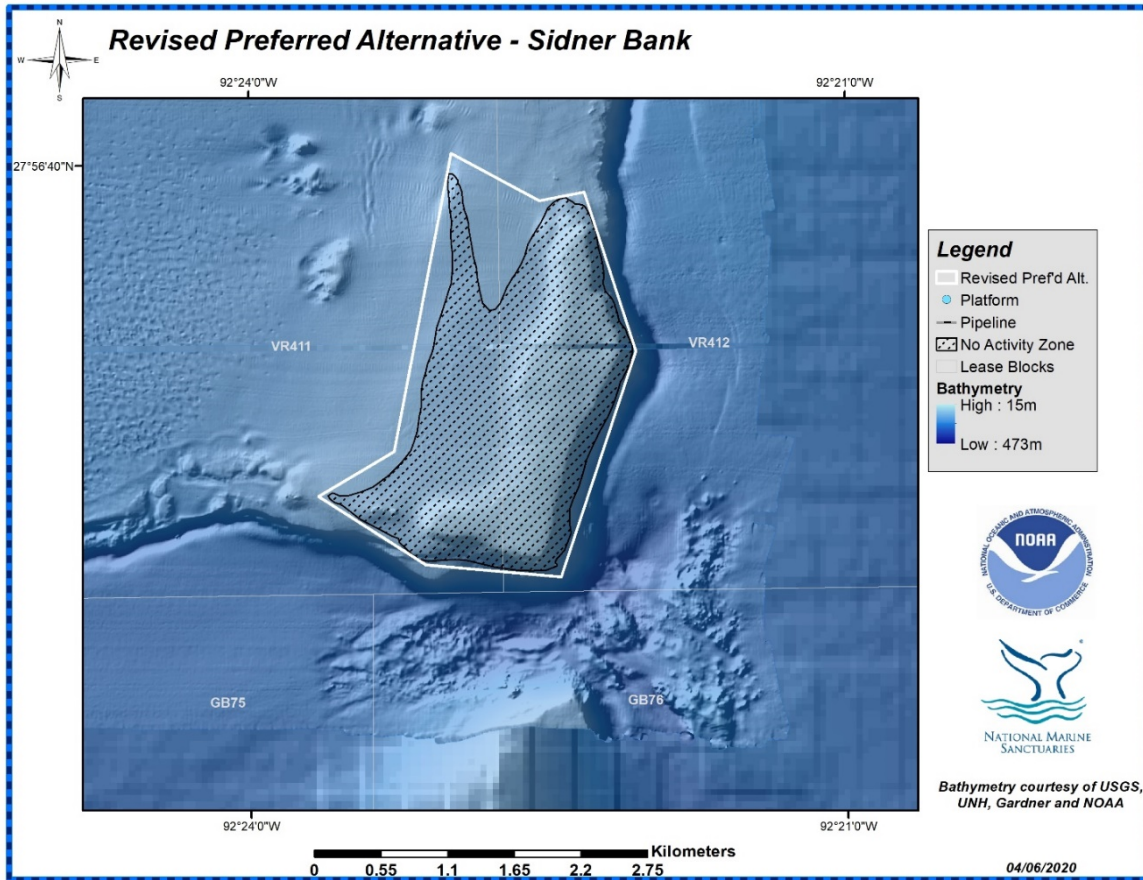 Revised Preferred Alternative - Sidner Bank
N
W
E
S
92°24'0"W
92°21'0"W
27°56'40"N
VR411
VR412
GB75
GB76
Legend
Revised Pref'd Alt.
Platform
Pipeline
No Activity Zone
Lease Blocks
Bathymetry
High : 15m
Low : 473m
NATIONAL OCEANIC AND ATMOSPHERIC ADMINISTRATION
NOAA
U.S. DEPARTMENT OF COMMERCE
®
NATIONAL MARINE
SANCTUARIES
Bathymetry courtesy of USGS,
UNH, Gardner and NOAA
92°24'0"W
92°21'0"W
Kilometers
0 0.55 1.1 1.65 2.2 2.75
04/06/2020